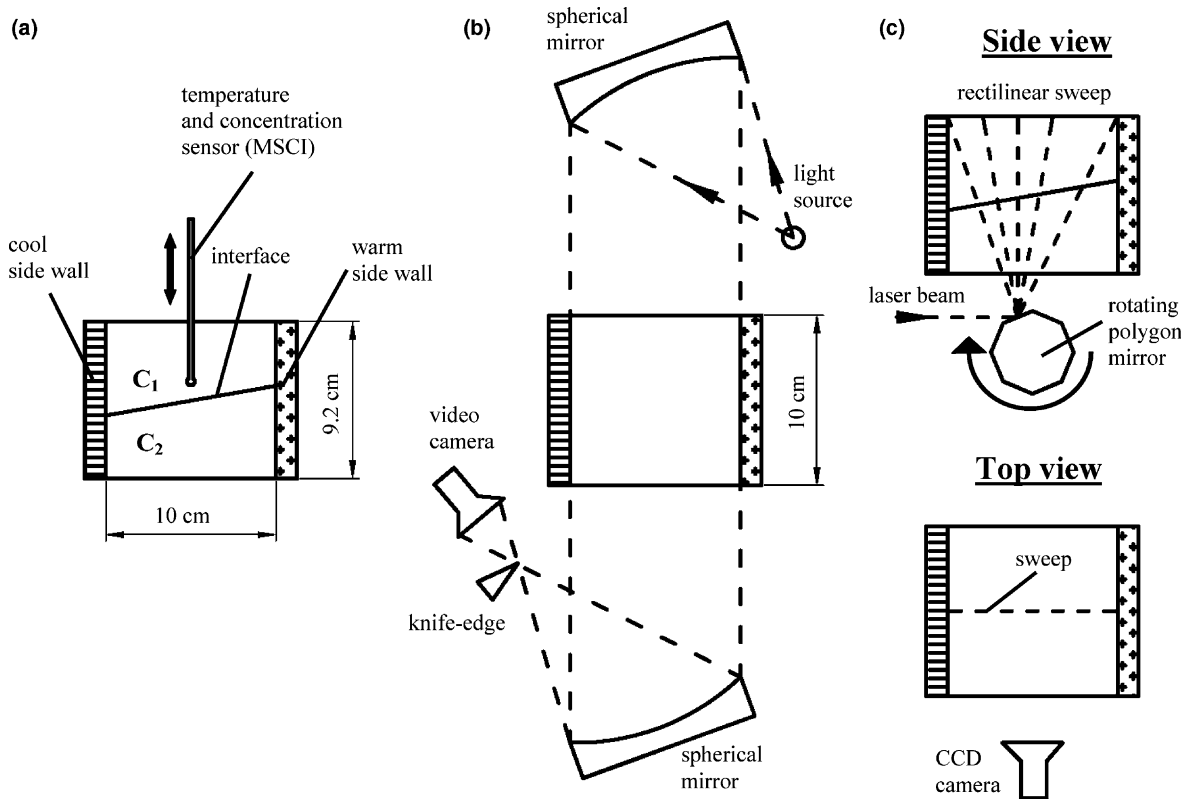 (a)
temperature
and concentration
sensor (MSCI)
cool
side wall
interface
warm
side wall
C1
C2
9.2 cm
10 cm
(b)
spherical
mirror
light
source
10 cm
video
camera
knife-edge
spherical
mirror
(c)
Side view
rectilinear sweep
laser beam
rotating
polygon
mirror
Top view
sweep
CCD
camera